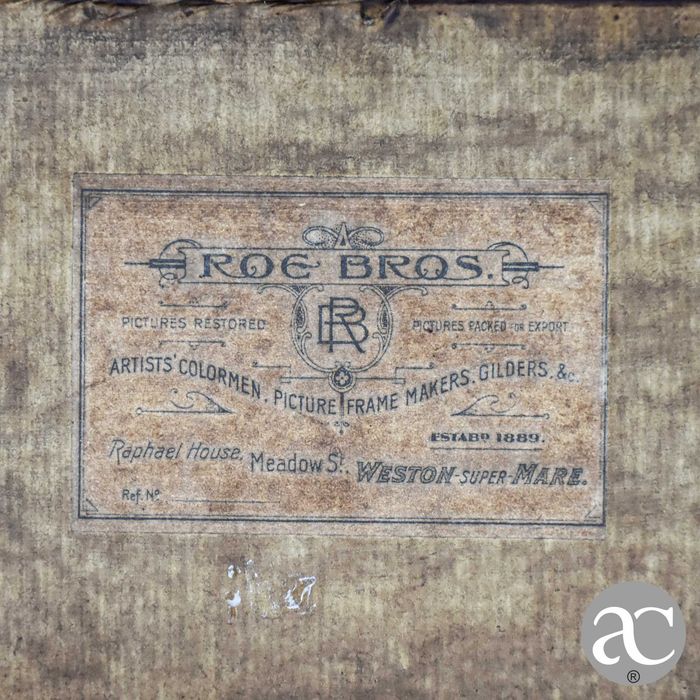 ROE BROS.
RB
PICTURES RESTORED
PICTURES PACKED FOR EXPORT
ARTISTS' COLORMEN. PICTURE FRAME MAKERS. GILDERS. &c.
ESTABD 1889.
Raphael House, Meadow St. WESTON-SUPER-MARE.
Ref. No
ac
®